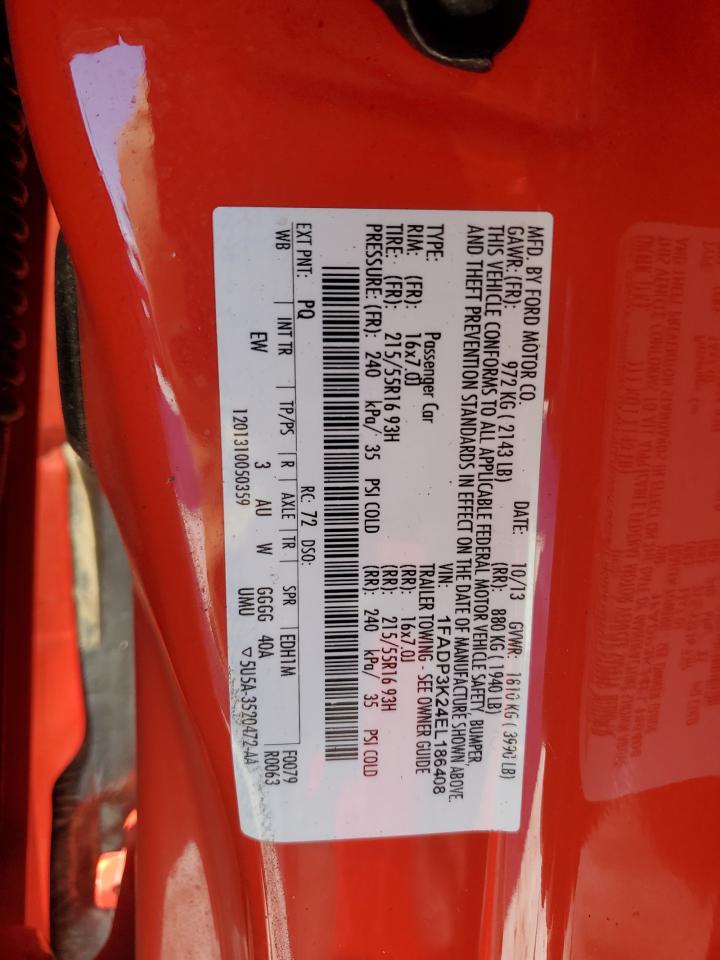 MFD. BY FORD MOTOR CO. DATE: 10/13 GVWR: 1810 KG ( 3990 LB)
GAWR: (FR): 972 KG ( 2143 LB) (RR): 880 KG ( 1940 LB)
THIS VEHICLE CONFORMS TO ALL APPLICABLE FEDERAL MOTOR VEHICLE SAFETY, BUMPER,
AND THEFT PREVENTION STANDARDS IN EFFECT ON THE DATE OF MANUFACTURE SHOWN ABOVE.
VIN: 1FADP3K24EL186408
TYPE: Passenger Car TRAILER TOWING - SEE OWNER GUIDE
RIM: (FR): 16x7.0J (RR): 16x7.0J
TIRE: (FR): 215/55R16 93H (RR): 215/55R16 93H
PRESSURE: (FR): 240 kPa/ 35 PSI COLD (RR): 240 kPa/ 35 PSI COLD
EXT PNT: PQ RC: 72 DSO: F0079
WB INT TR TP/PS R AXLE TR SPR EDH1M R0063
EW 3 AU W GGGG 40A
UMU
1201310050359 ▽5U5A-3520472-AA